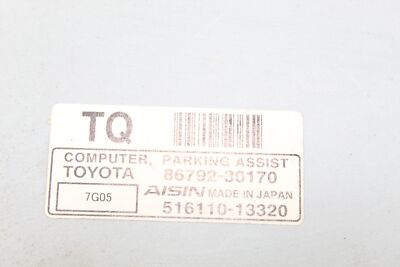 TQ
COMPUTER, PARKING ASSIST
TOYOTA 86792-30170
7G05 AISIN MADE IN JAPAN
516110-13320